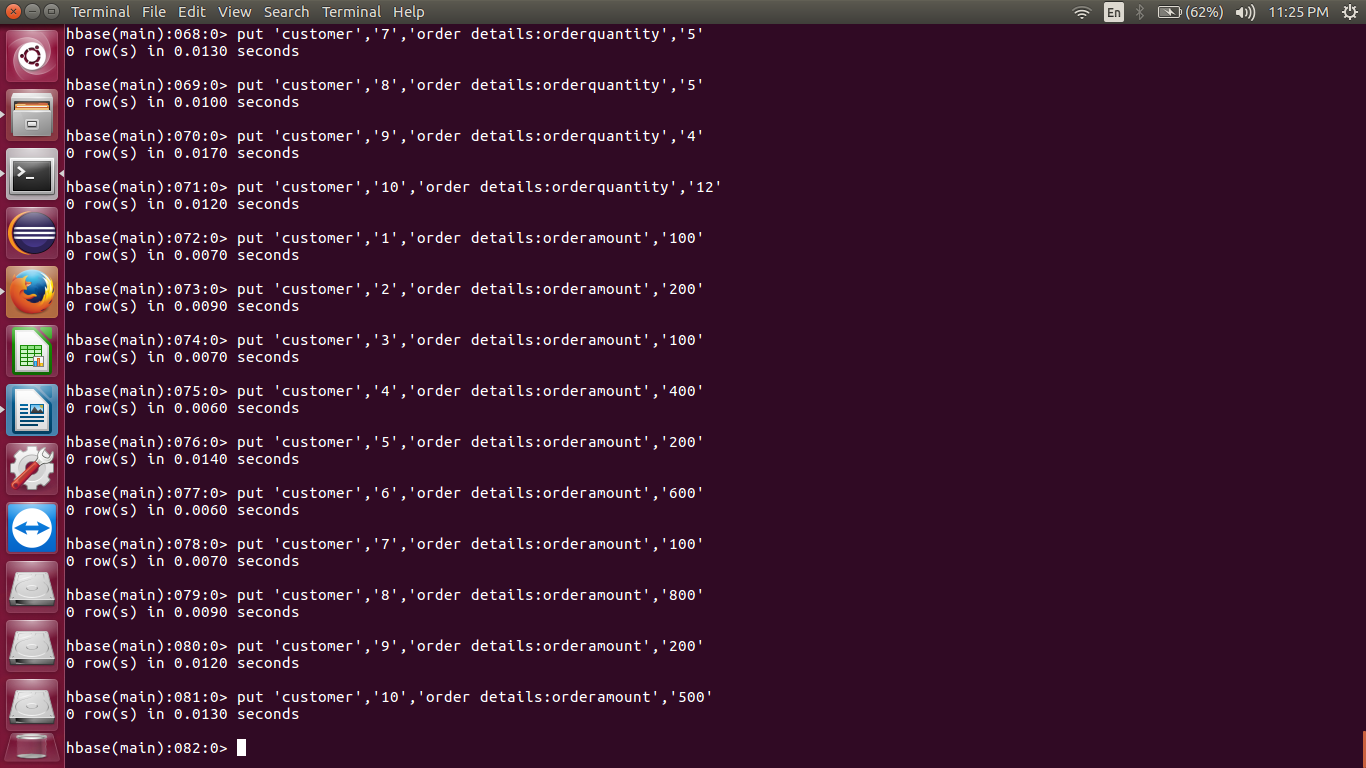 Terminal File Edit View Search Terminal Help En (62%) 11:25 PM
hbase(main):068:0> put 'customer','7','order details:orderquantity','5'
0 row(s) in 0.0130 seconds
hbase(main):069:0> put 'customer','8','order details:orderquantity','5'
0 row(s) in 0.0100 seconds
hbase(main):070:0> put 'customer','9','order details:orderquantity','4'
0 row(s) in 0.0170 seconds
hbase(main):071:0> put 'customer','10','order details:orderquantity','12'
0 row(s) in 0.0120 seconds
hbase(main):072:0> put 'customer','1','order details:orderamount','100'
0 row(s) in 0.0070 seconds
hbase(main):073:0> put 'customer','2','order details:orderamount','200'
0 row(s) in 0.0090 seconds
hbase(main):074:0> put 'customer','3','order details:orderamount','100'
0 row(s) in 0.0070 seconds
hbase(main):075:0> put 'customer','4','order details:orderamount','400'
0 row(s) in 0.0060 seconds
hbase(main):076:0> put 'customer','5','order details:orderamount','200'
0 row(s) in 0.0140 seconds
hbase(main):077:0> put 'customer','6','order details:orderamount','600'
0 row(s) in 0.0060 seconds
hbase(main):078:0> put 'customer','7','order details:orderamount','100'
0 row(s) in 0.0070 seconds
hbase(main):079:0> put 'customer','8','order details:orderamount','800'
0 row(s) in 0.0090 seconds
hbase(main):080:0> put 'customer','9','order details:orderamount','200'
0 row(s) in 0.0120 seconds
hbase(main):081:0> put 'customer','10','order details:orderamount','500'
0 row(s) in 0.0130 seconds
hbase(main):082:0>